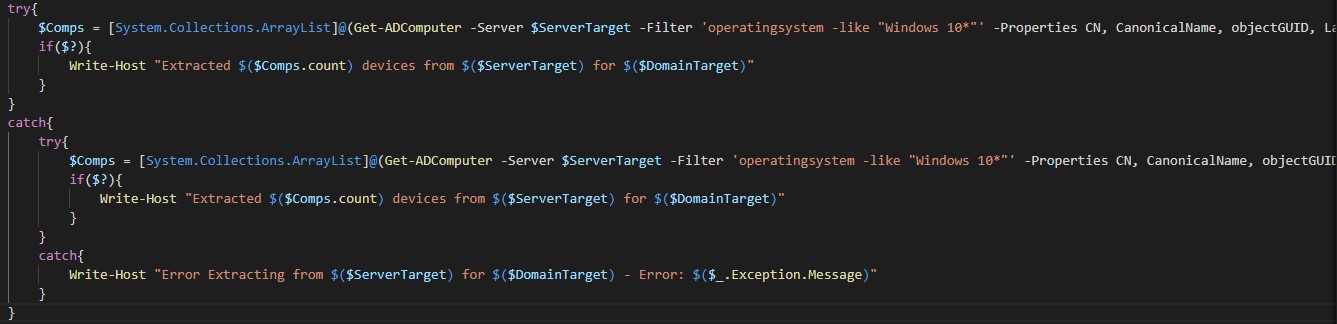 try{
$Comps = [System.Collections.ArrayList]@(Get-ADComputer -Server $ServerTarget -Filter 'operatingsystem -like "Windows 10*"' -Properties CN, CanonicalName, objectGUID, La
if($?){
Write-Host "Extracted $($Comps.count) devices from $($ServerTarget) for $($DomainTarget)"
}
}
catch{
try{
$Comps = [System.Collections.ArrayList]@(Get-ADComputer -Server $ServerTarget -Filter 'operatingsystem -like "Windows 10*"' -Properties CN, CanonicalName, objectGUID
if($?){
Write-Host "Extracted $($Comps.count) devices from $($ServerTarget) for $($DomainTarget)"
}
}
catch{
Write-Host "Error Extracting from $($ServerTarget) for $($DomainTarget) - Error: $($_.Exception.Message)"
}
}